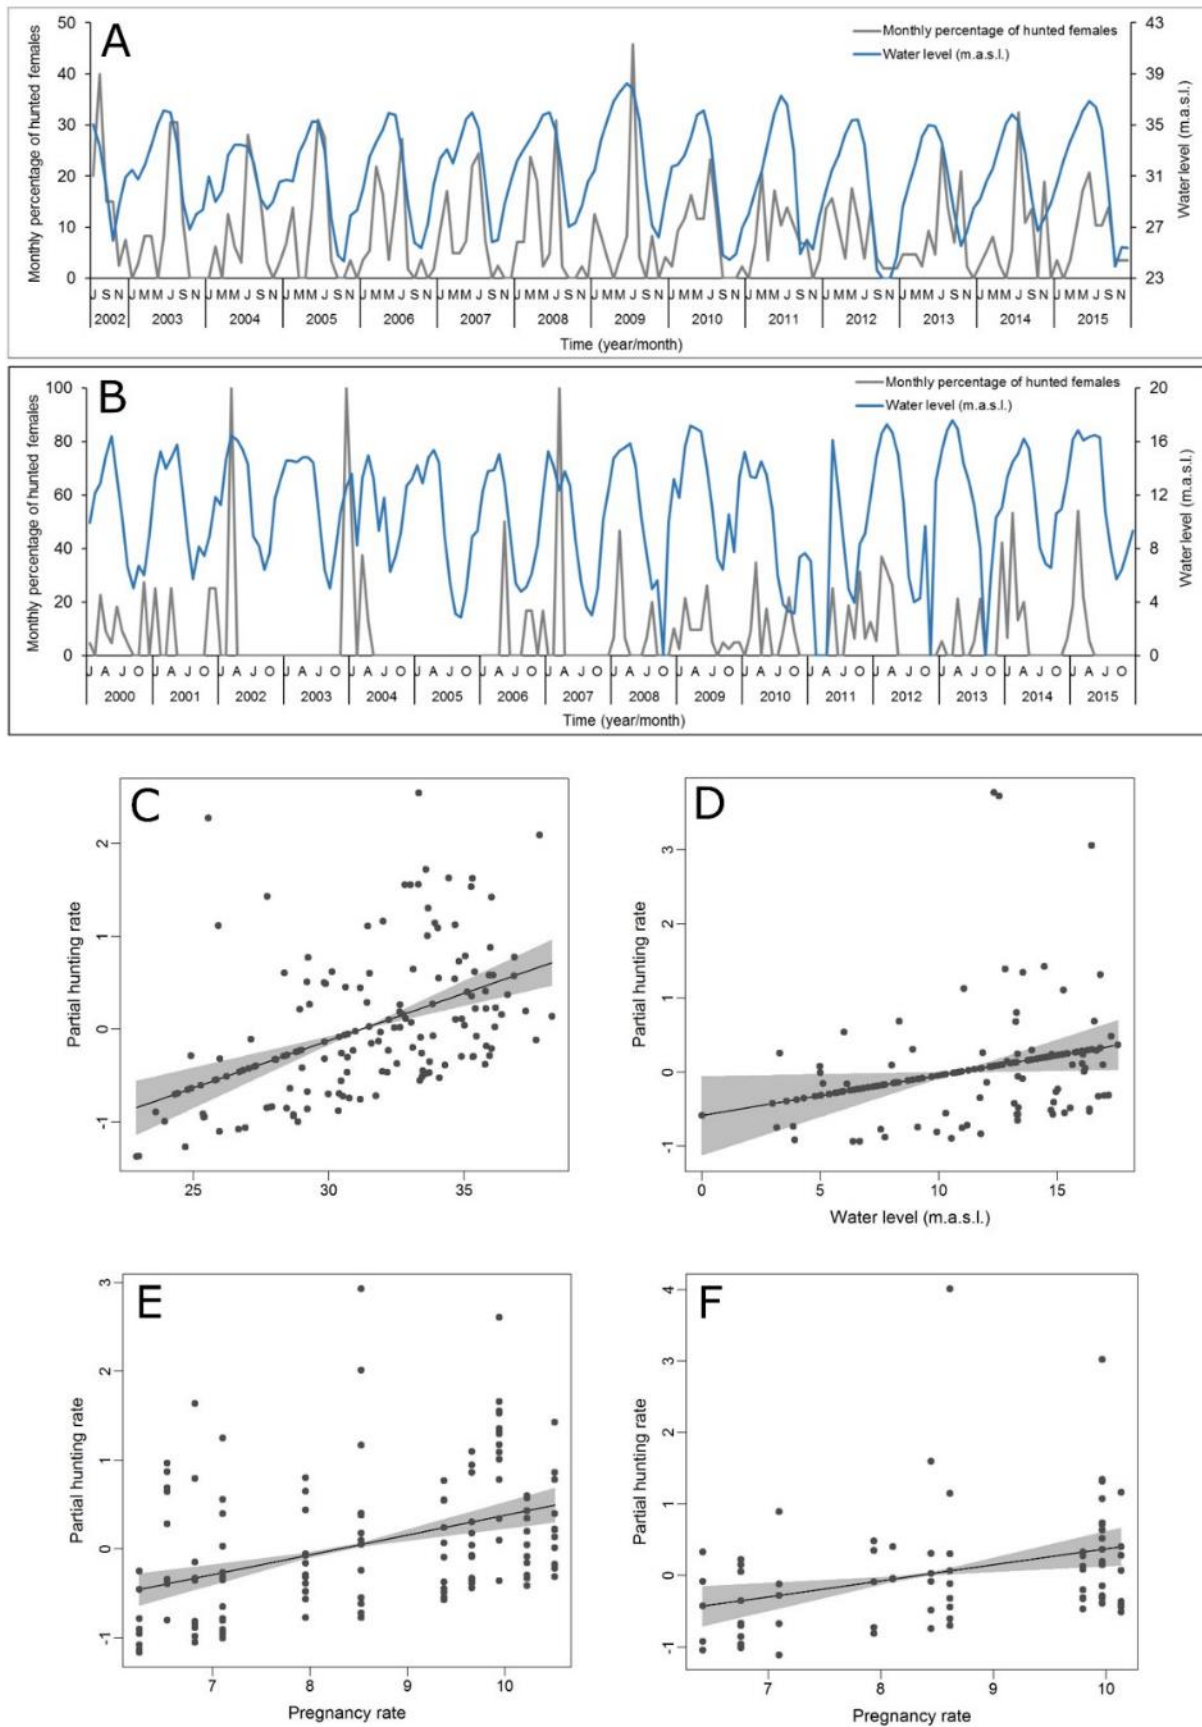 A
Monthly percentage of hunted females
Water level (m.a.s.l.)
50
40
30
20
10
0
43
39
35
31
27
23
Monthly percentage of hunted females
Water level (m.a.s.l.)
J S N J M M J S N J M M J S N J M M J S N J M M J S N J M M J S N J M M J S N J M M J S N J M M J S N J M M J S N J M M J S N J M M J S N J M M J S N J M M J S N
2002 2003 2004 2005 2006 2007 2008 2009 2010 2011 2012 2013 2014 2015
Time (year/month)
B
Monthly percentage of hunted females
Water level (m.a.s.l.)
100
80
60
40
20
0
20
16
12
8
4
0
Monthly percentage of hunted females
Water level (m.a.s.l.)
J A J O J A J O J A J O J A J O J A J O J A J O J A J O J A J O J A J O J A J O J A J O J A J O J A J O J A J O J A J O J A J O
2000 2001 2002 2003 2004 2005 2006 2007 2008 2009 2010 2011 2012 2013 2014 2015
Time (year/month)
C
Partial hunting rate
2
1
0
-1
25 30 35
D
Partial hunting rate
3
2
1
0
-1
0 5 10 15
Water level (m.a.s.l.)
E
Partial hunting rate
3
2
1
0
-1
7 8 9 10
Pregnancy rate
F
Partial hunting rate
4
3
2
1
0
-1
7 8 9 10
Pregnancy rate